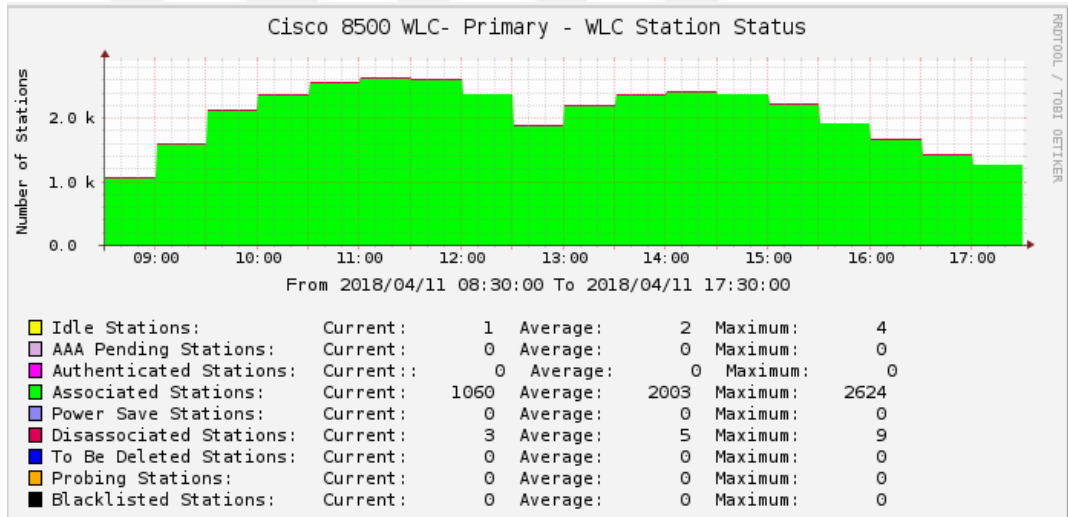 Cisco 8500 WLC- Primary - WLC Station Status
RRDTOOL / TOBI OETIKER
Number of Stations
2.0 k
1.0 k
0.0
09:00 10:00 11:00 12:00 13:00 14:00 15:00 16:00 17:00
From 2018/04/11 08:30:00 To 2018/04/11 17:30:00
Idle Stations: Current: 1 Average: 2 Maximum: 4
AAA Pending Stations: Current: 0 Average: 0 Maximum: 0
Authenticated Stations: Current:: 0 Average: 0 Maximum: 0
Associated Stations: Current: 1060 Average: 2003 Maximum: 2624
Power Save Stations: Current: 0 Average: 0 Maximum: 0
Disassociated Stations: Current: 3 Average: 5 Maximum: 9
To Be Deleted Stations: Current: 0 Average: 0 Maximum: 0
Probing Stations: Current: 0 Average: 0 Maximum: 0
Blacklisted Stations: Current: 0 Average: 0 Maximum: 0